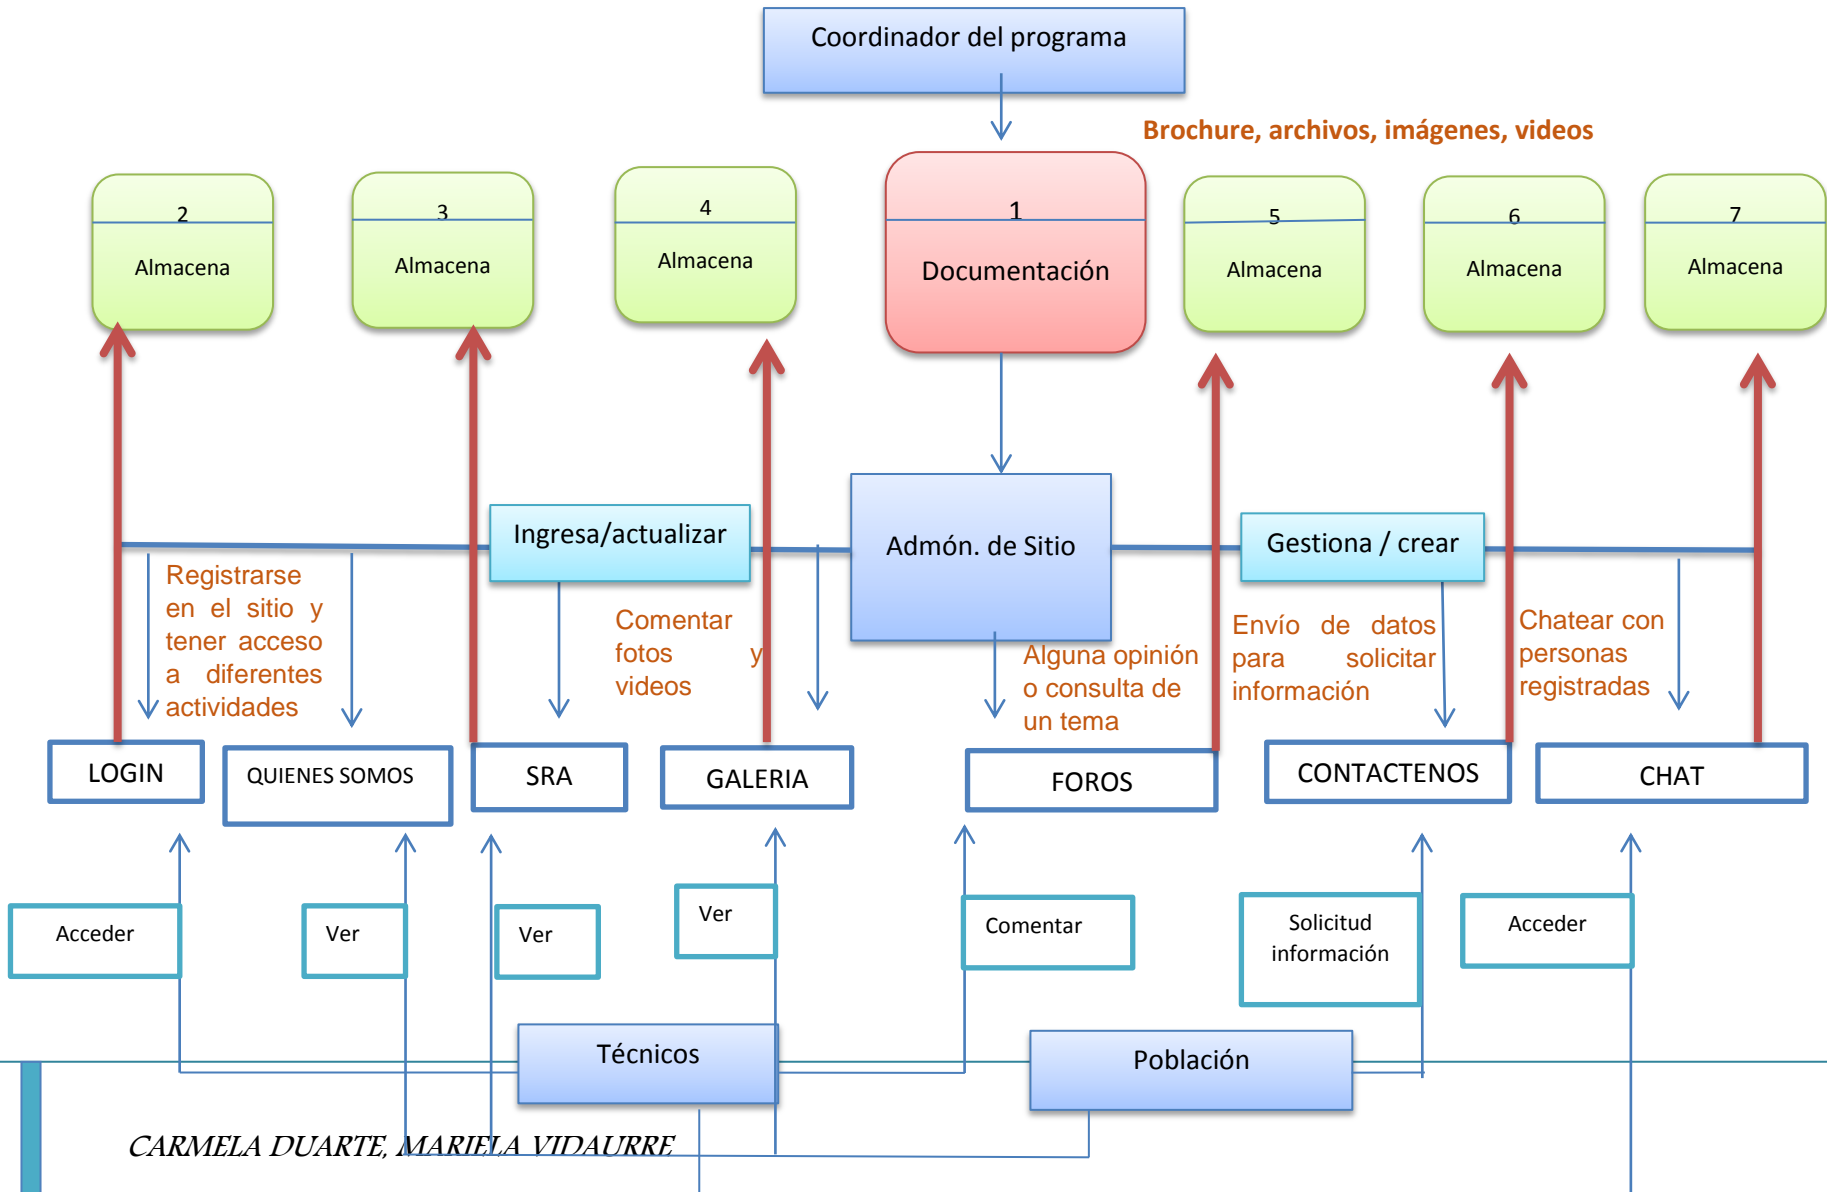 Coordinador del programa
Brochure, archivos, imágenes, videos
2
Almacena
3
Almacena
4
Almacena
1
Documentación
5
Almacena
6
Almacena
7
Almacena
Ingresa/actualizar
Admón. de Sitio
Gestiona / crear
Registrarse
en el sitio y
tener acceso
a diferentes
actividades
Comentar
fotos y
videos
Alguna opinión
o consulta de
un tema
Envío de datos
para solicitar
información
Chatear con
personas
registradas
LOGIN
QUIENES SOMOS
SRA
GALERIA
FOROS
CONTACTENOS
CHAT
Acceder
Ver
Ver
Ver
Comentar
Solicitud
información
Acceder
Técnicos
Población
CARMELA DUARTE, MARIELA VIDAURRE